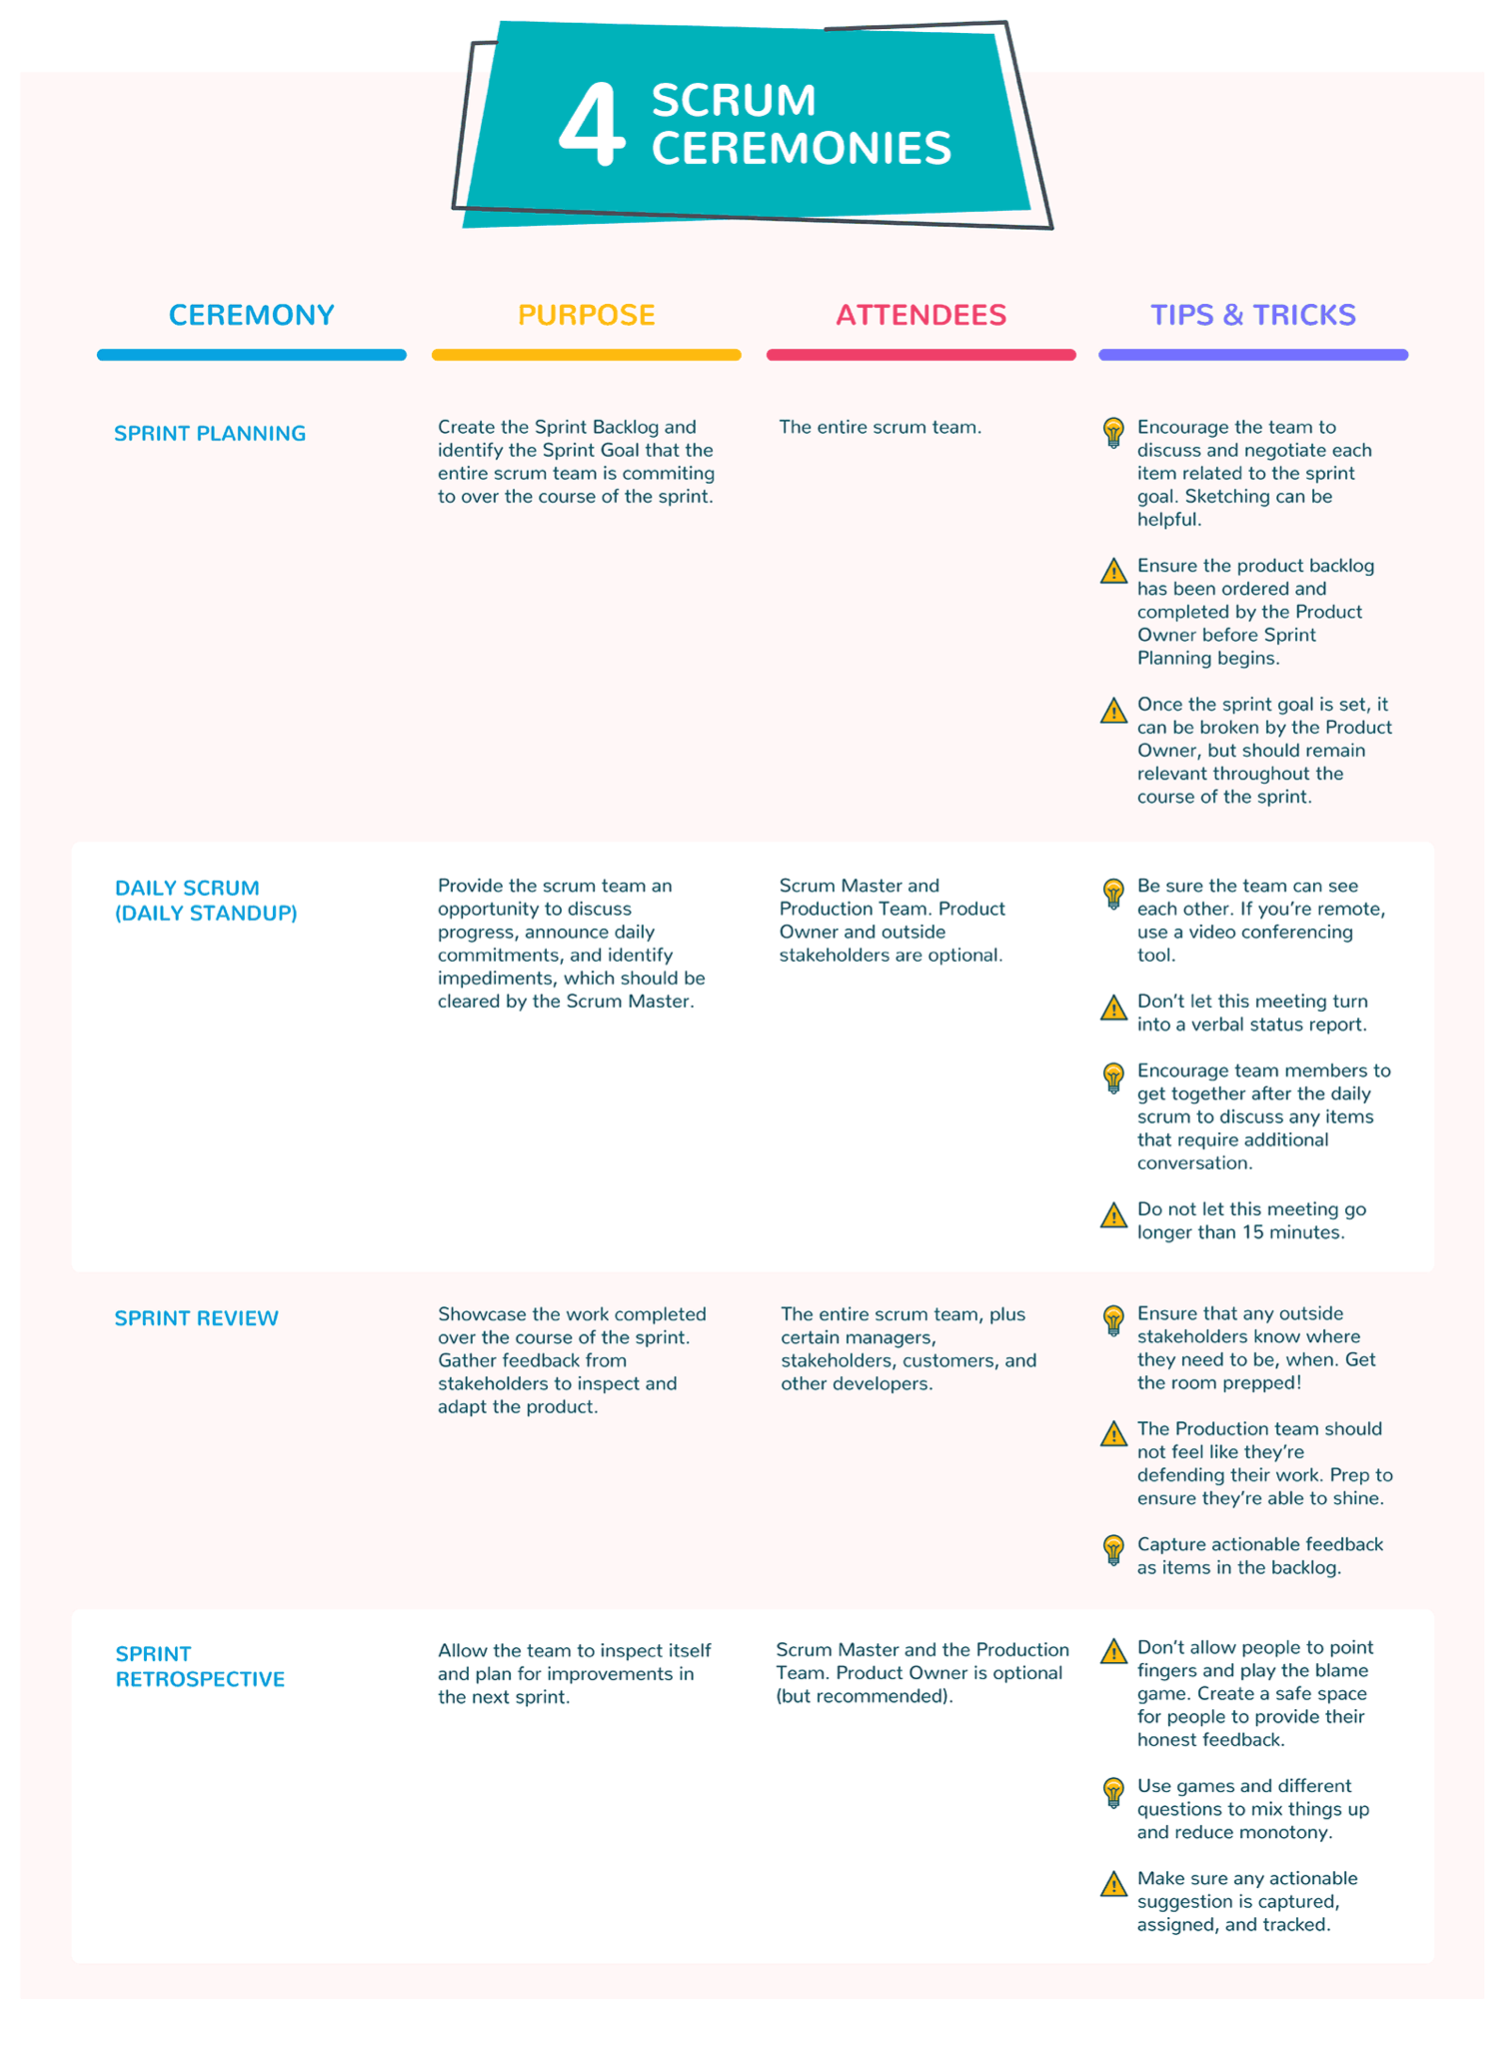 4
SCRUM
CEREMONIES
CEREMONY
PURPOSE
ATTENDEES
TIPS & TRICKS
SPRINT PLANNING
Create the Sprint Backlog and
identify the Sprint Goal that the
entire scrum team is commiting
to over the course of the sprint.
The entire scrum team.
Encourage the team to
discuss and negotiate each
item related to the sprint
goal. Sketching can be
helpful.
Ensure the product backlog
has been ordered and
completed by the Product
Owner before Sprint
Planning begins.
Once the sprint goal is set, it
can be broken by the Product
Owner, but should remain
relevant throughout the
course of the sprint.
DAILY SCRUM
(DAILY STANDUP)
Provide the scrum team an
opportunity to discuss
progress, announce daily
commitments, and identify
impediments, which should be
cleared by the Scrum Master.
Scrum Master and
Production Team. Product
Owner and outside
stakeholders are optional.
Be sure the team can see
each other. If you’re remote,
use a video conferencing
tool.
Don’t let this meeting turn
into a verbal status report.
Encourage team members to
get together after the daily
scrum to discuss any items
that require additional
conversation.
Do not let this meeting go
longer than 15 minutes.
SPRINT REVIEW
Showcase the work completed
over the course of the sprint.
Gather feedback from
stakeholders to inspect and
adapt the product.
The entire scrum team, plus
certain managers,
stakeholders, customers, and
other developers.
Ensure that any outside
stakeholders know where
they need to be, when. Get
the room prepped!
The Production team should
not feel like they’re
defending their work. Prep to
ensure they’re able to shine.
Capture actionable feedback
as items in the backlog.
SPRINT
RETROSPECTIVE
Allow the team to inspect itself
and plan for improvements in
the next sprint.
Scrum Master and the Production
Team. Product Owner is optional
(but recommended).
Don’t allow people to point
fingers and play the blame
game. Create a safe space
for people to provide their
honest feedback.
Use games and different
questions to mix things up
and reduce monotony.
Make sure any actionable
suggestion is captured,
assigned, and tracked.